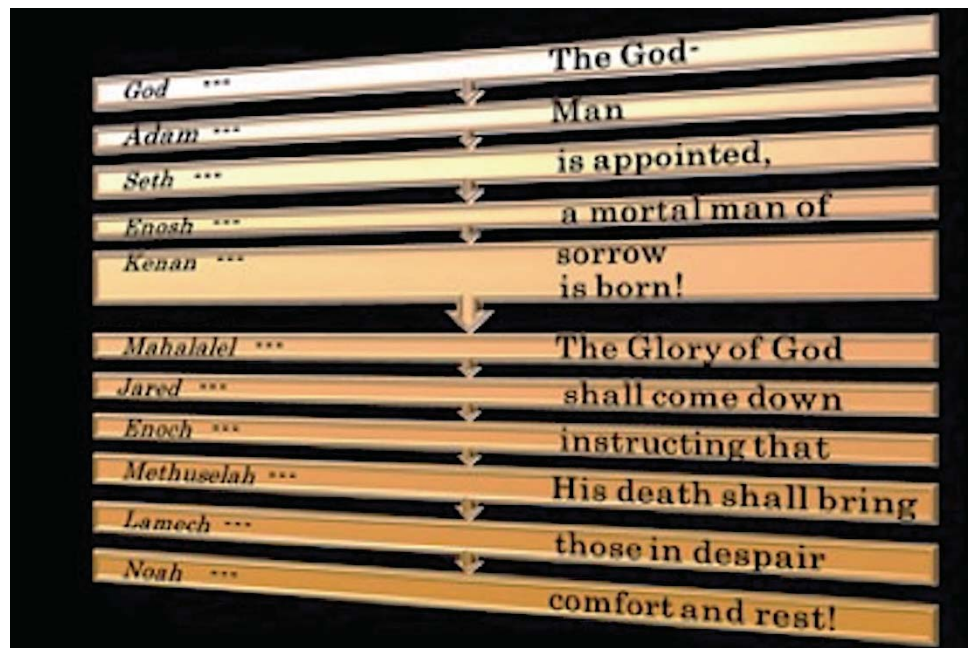 God --- The God-
Adam --- Man
Seth --- is appointed,
Enosh --- a mortal man of
Kenan --- sorrow
is born!
Mahalalel --- The Glory of God
Jared --- shall come down
Enoch --- instructing that
Methuselah --- His death shall bring
Lamech --- those in despair
Noah --- comfort and rest!